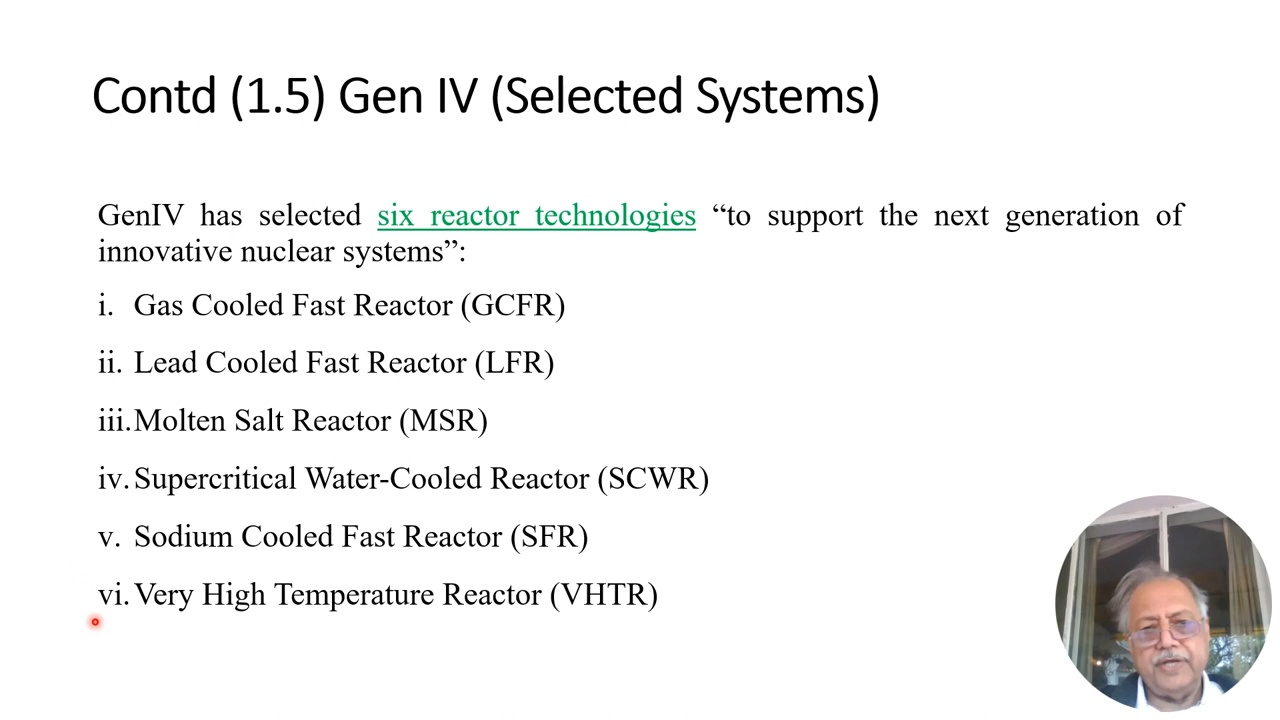 Contd (1.5) Gen IV (Selected Systems)
GenIV has selected six reactor technologies “to support the next generation of
innovative nuclear systems”:
i. Gas Cooled Fast Reactor (GCFR)
ii. Lead Cooled Fast Reactor (LFR)
iii. Molten Salt Reactor (MSR)
iv. Supercritical Water-Cooled Reactor (SCWR)
v. Sodium Cooled Fast Reactor (SFR)
vi. Very High Temperature Reactor (VHTR)